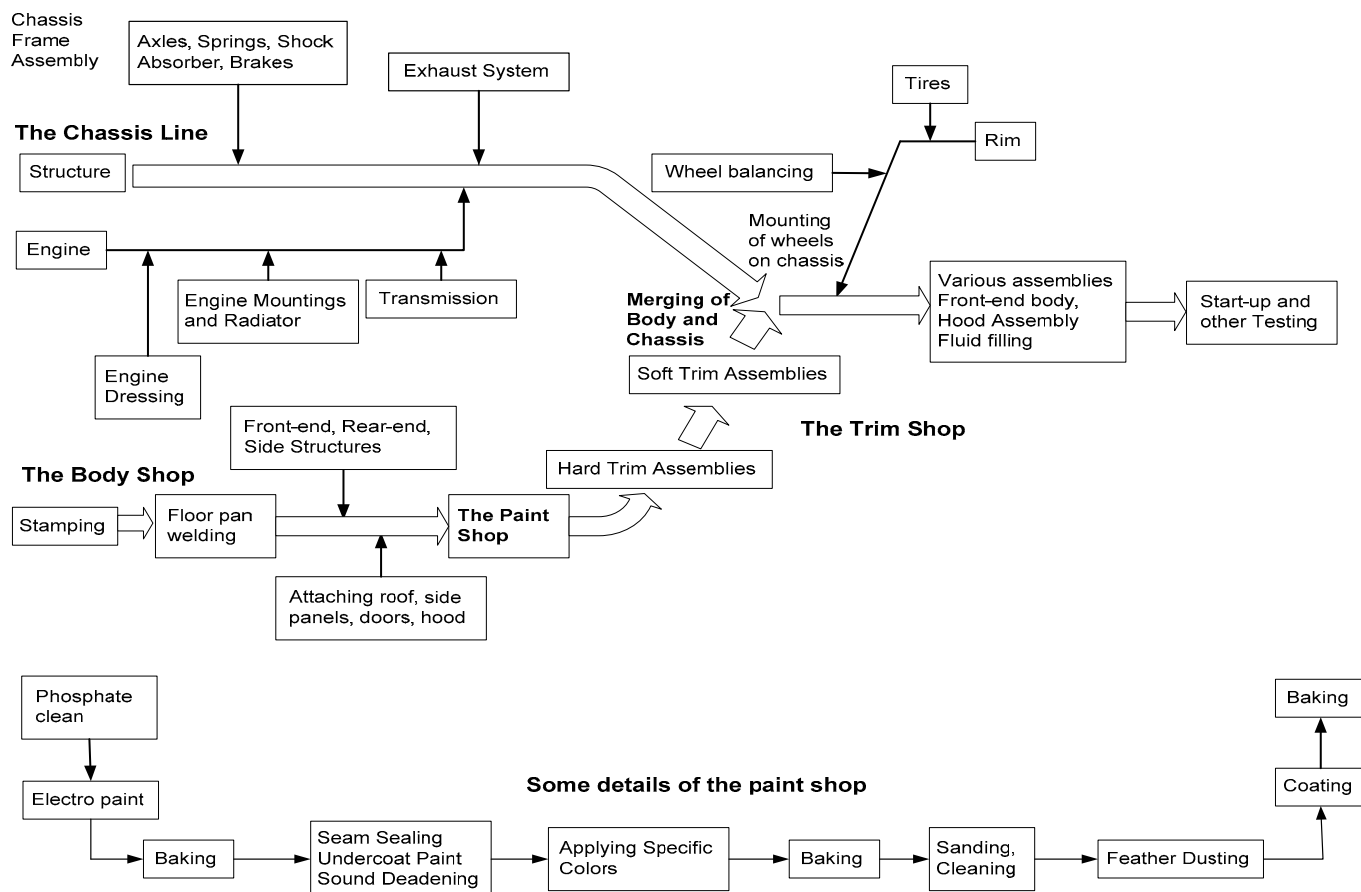 Chassis
Frame
Assembly
Axles, Springs, Shock
Absorber, Brakes
Exhaust System
Tires
Rim
The Chassis Line
Structure
Wheel balancing
Mounting
of wheels
on chassis
Engine
Engine Mountings
and Radiator
Transmission
Engine
Dressing
Merging of
Body and
Chassis
Various assemblies
Front-end body,
Hood Assembly
Fluid filling
Start-up and
other Testing
Soft Trim Assemblies
The Trim Shop
Hard Trim Assemblies
Front-end, Rear-end,
Side Structures
The Body Shop
Stamping
Floor pan
welding
The Paint
Shop
Attaching roof, side
panels, doors, hood
Phosphate
clean
Electro paint
Some details of the paint shop
Baking
Seam Sealing
Undercoat Paint
Sound Deadening
Applying Specific
Colors
Baking
Sanding,
Cleaning
Feather Dusting
Coating
Baking